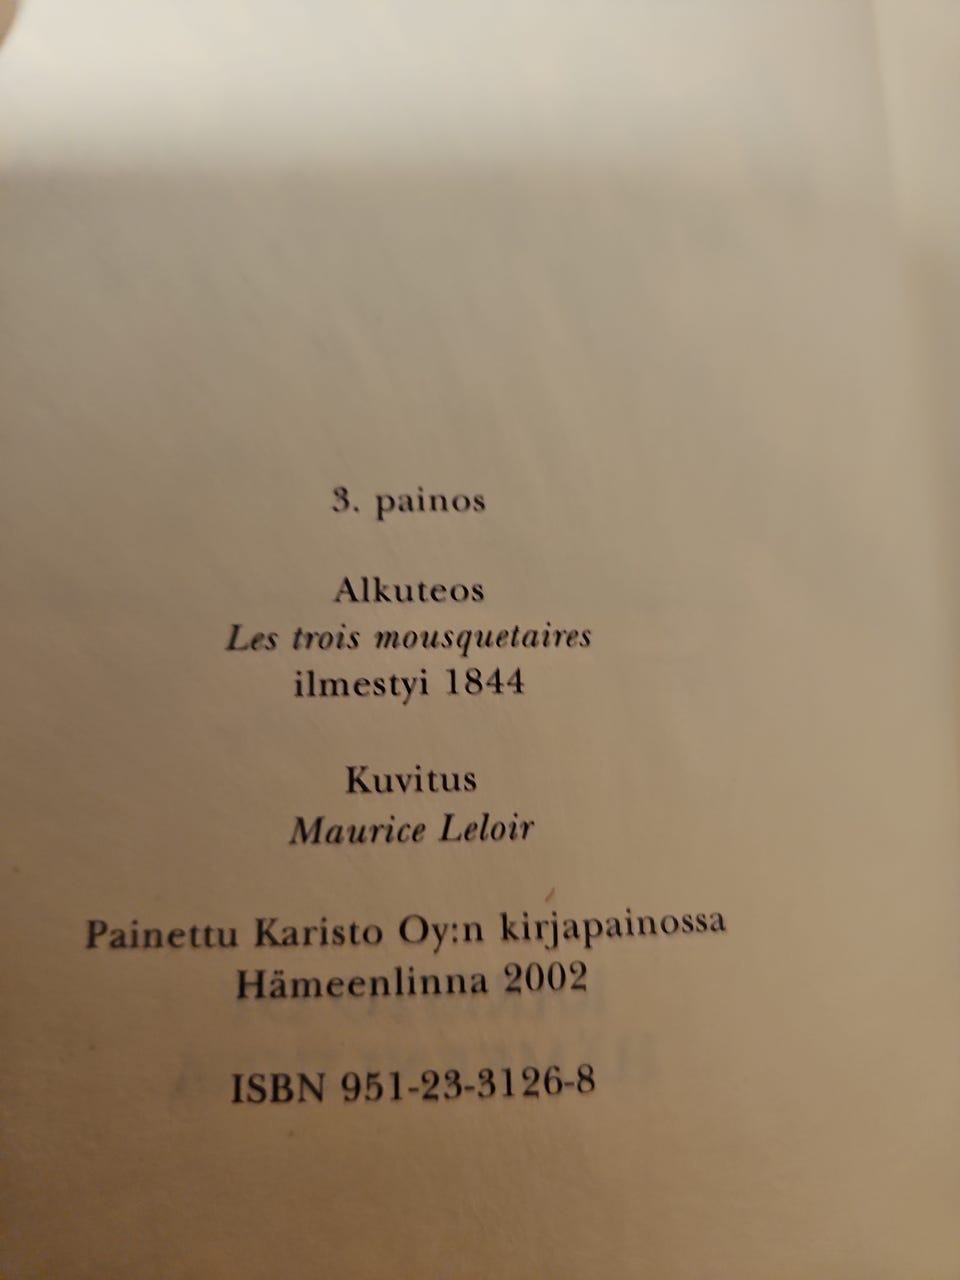 3. painos
Alkuteos
Les trois mousquetaires
ilmestyi 1844
Kuvitus
Maurice Leloir
Painettu Karisto Oy:n kirjapainossa
Hämeenlinna 2002
ISBN 951-23-3126-8